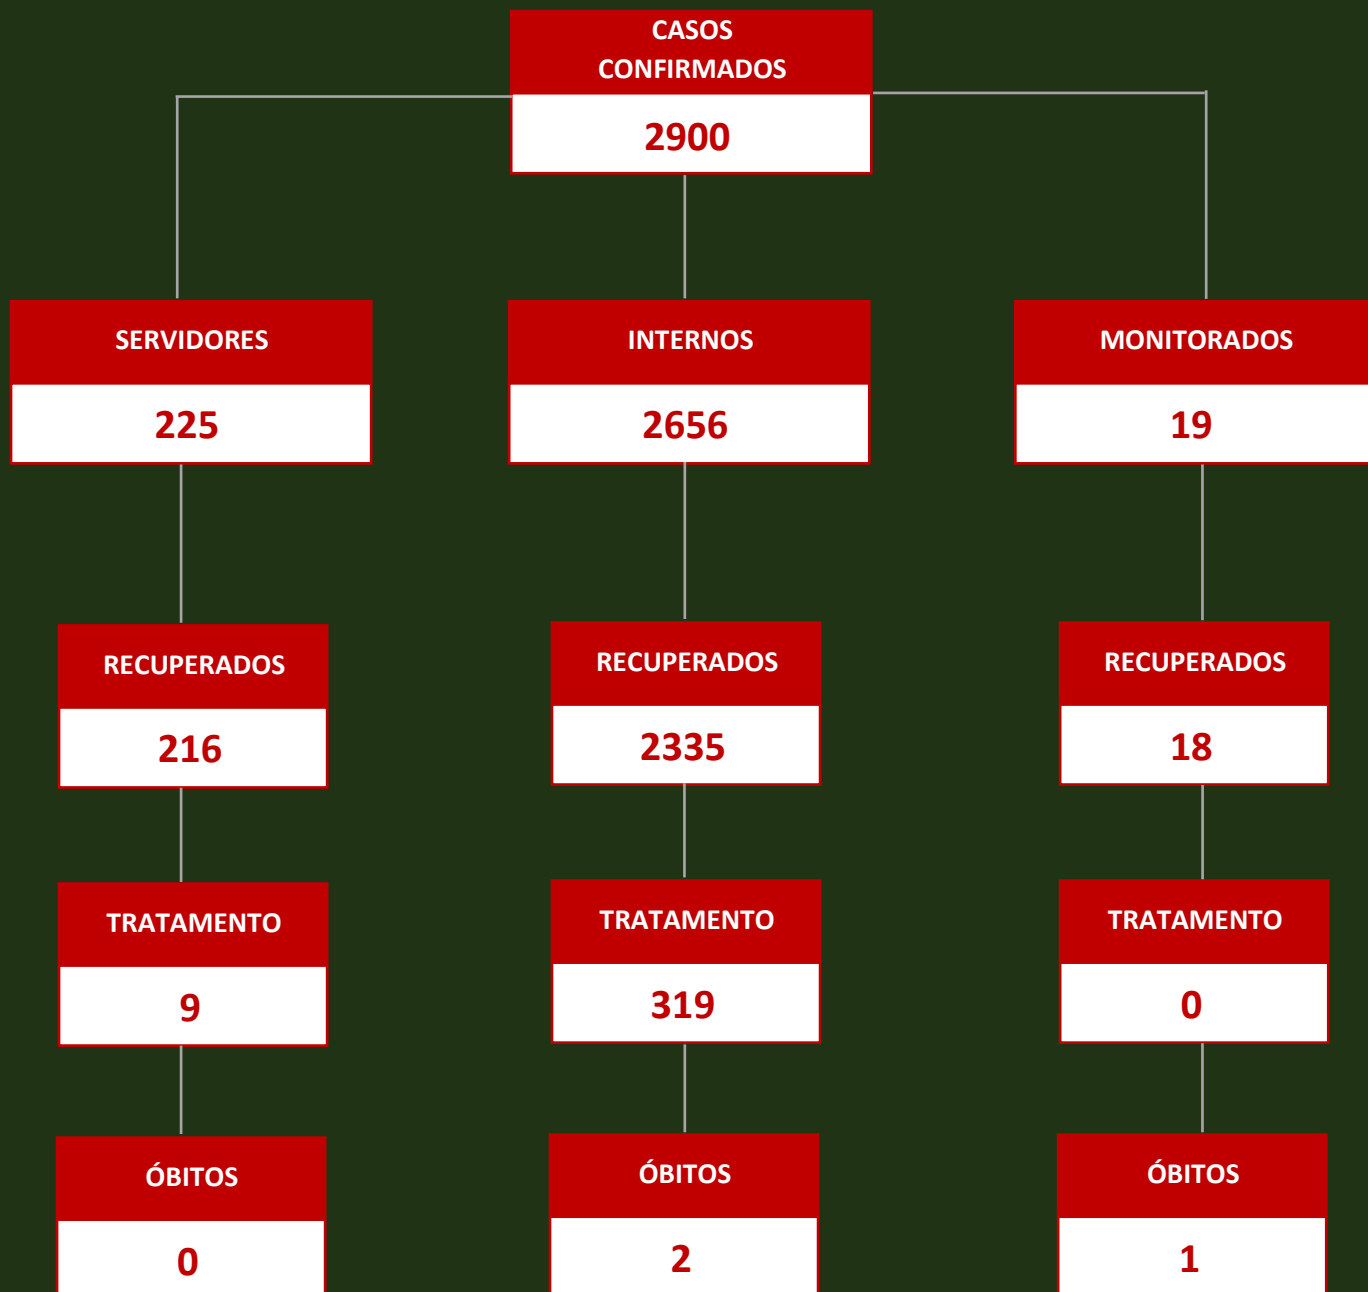 CASOS
CONFIRMADOS
2900
SERVIDORES
INTERNOS
MONITORADOS
225
2656
19
RECUPERADOS
RECUPERADOS
RECUPERADOS
216
2335
18
TRATAMENTO
TRATAMENTO
TRATAMENTO
9
319
0
ÓBITOS
ÓBITOS
ÓBITOS
0
2
1